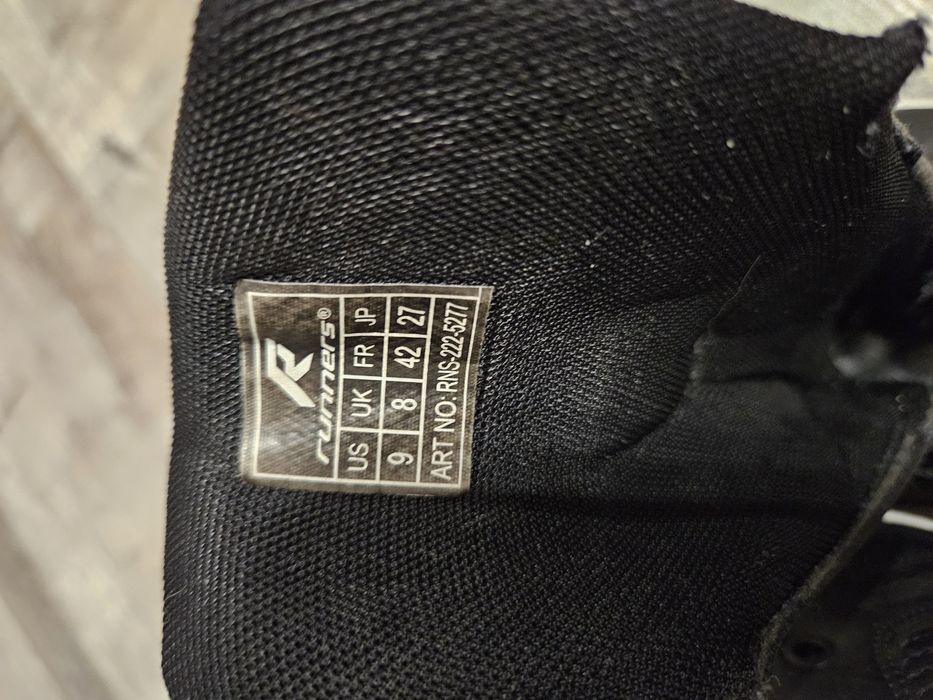 R
runners®
US UK FR JP
9 8 42 27
ART NO: RNS-222-5277